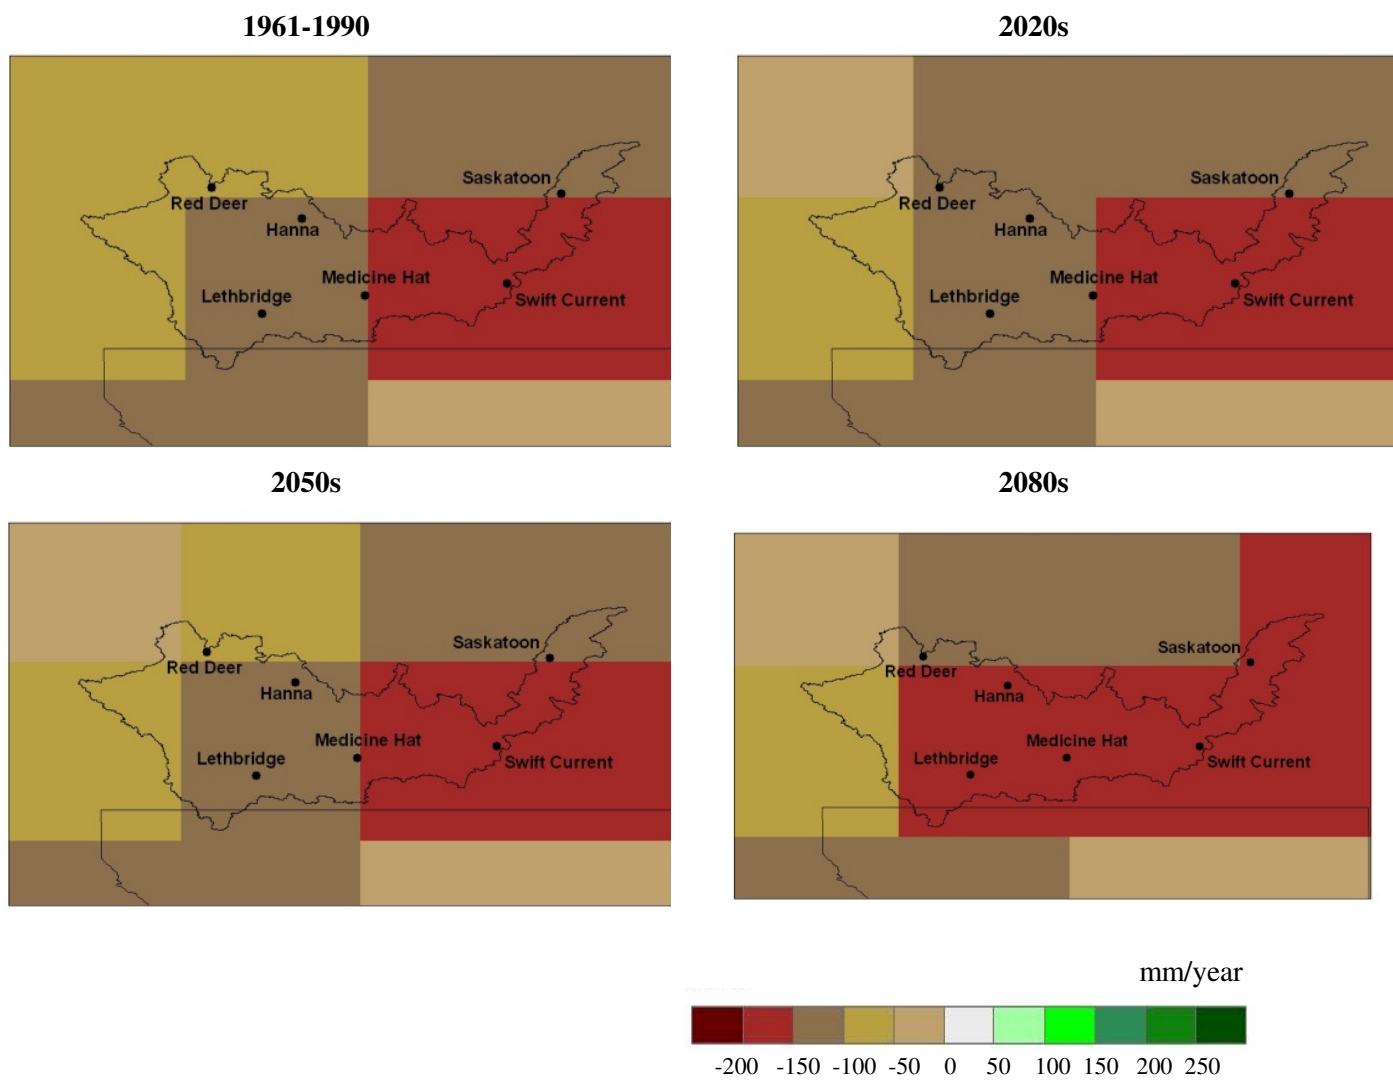 1961-1990
2020s
Saskatoon
Red Deer
Hanna
Medicine Hat
Lethbridge
Swift Current
Saskatoon
Red Deer
Hanna
Medicine Hat
Lethbridge
Swift Current
2050s
2080s
Saskatoon
Red Deer
Hanna
Medicine Hat
Lethbridge
Swift Current
Saskatoon
Red Deer
Hanna
Medicine Hat
Lethbridge
Swift Current
mm/year
-200 -150 -100 -50 0 50 100 150 200 250